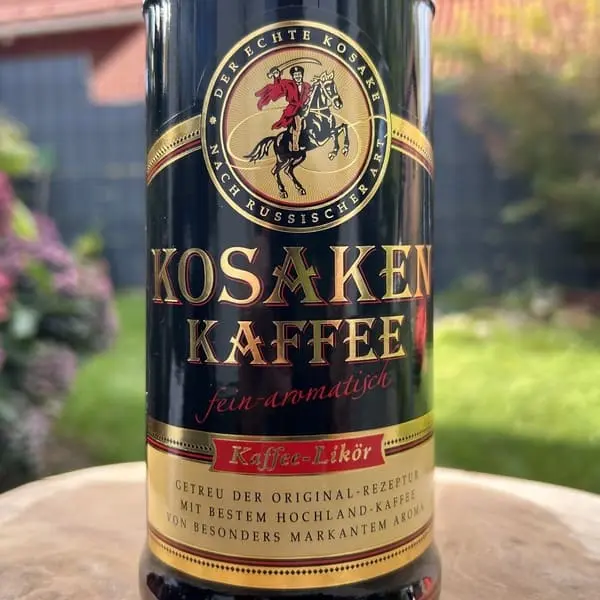 DER ECHTE KOSAKE
NACH RUSSISCHER ART
KOSAKEN
KAFFEE
fein-aromatisch
Kaffee-Likör
GETREU DER ORIGINAL-REZEPTUR
MIT BESTEM HOCHLAND-KAFFEE
VON BESONDERS MARKANTEM AROMA